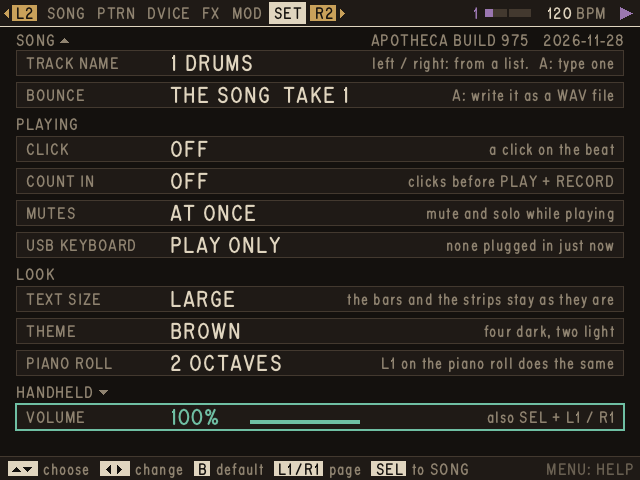 L2 SONG PTRN DVICE FX MOD SET R2 1 120 BPM
SONG APOTHECA BUILD 975 2026-11-28
TRACK NAME 1 DRUMS left / right: from a list. A: type one
BOUNCE THE SONG TAKE 1 A: write it as a WAV file
PLAYING
CLICK OFF a click on the beat
COUNT IN OFF clicks before PLAY + RECORD
MUTES AT ONCE mute and solo while playing
USB KEYBOARD PLAY ONLY none plugged in just now
LOOK
TEXT SIZE LARGE the bars and the strips stay as they are
THEME BROWN four dark, two light
PIANO ROLL 2 OCTAVES L1 on the piano roll does the same
HANDHELD
VOLUME 100% also SEL + L1 / R1
choose change B default L1/R1 page SEL to SONG MENU: HELP